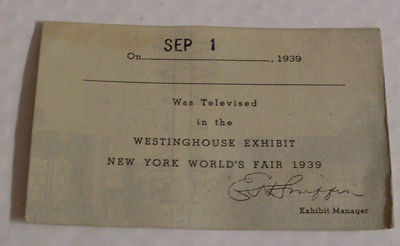 SEP 1
On , 1939
Was Televised
in the
WESTINGHOUSE EXHIBIT
NEW YORK WORLD'S FAIR 1939
Exhibit Manager